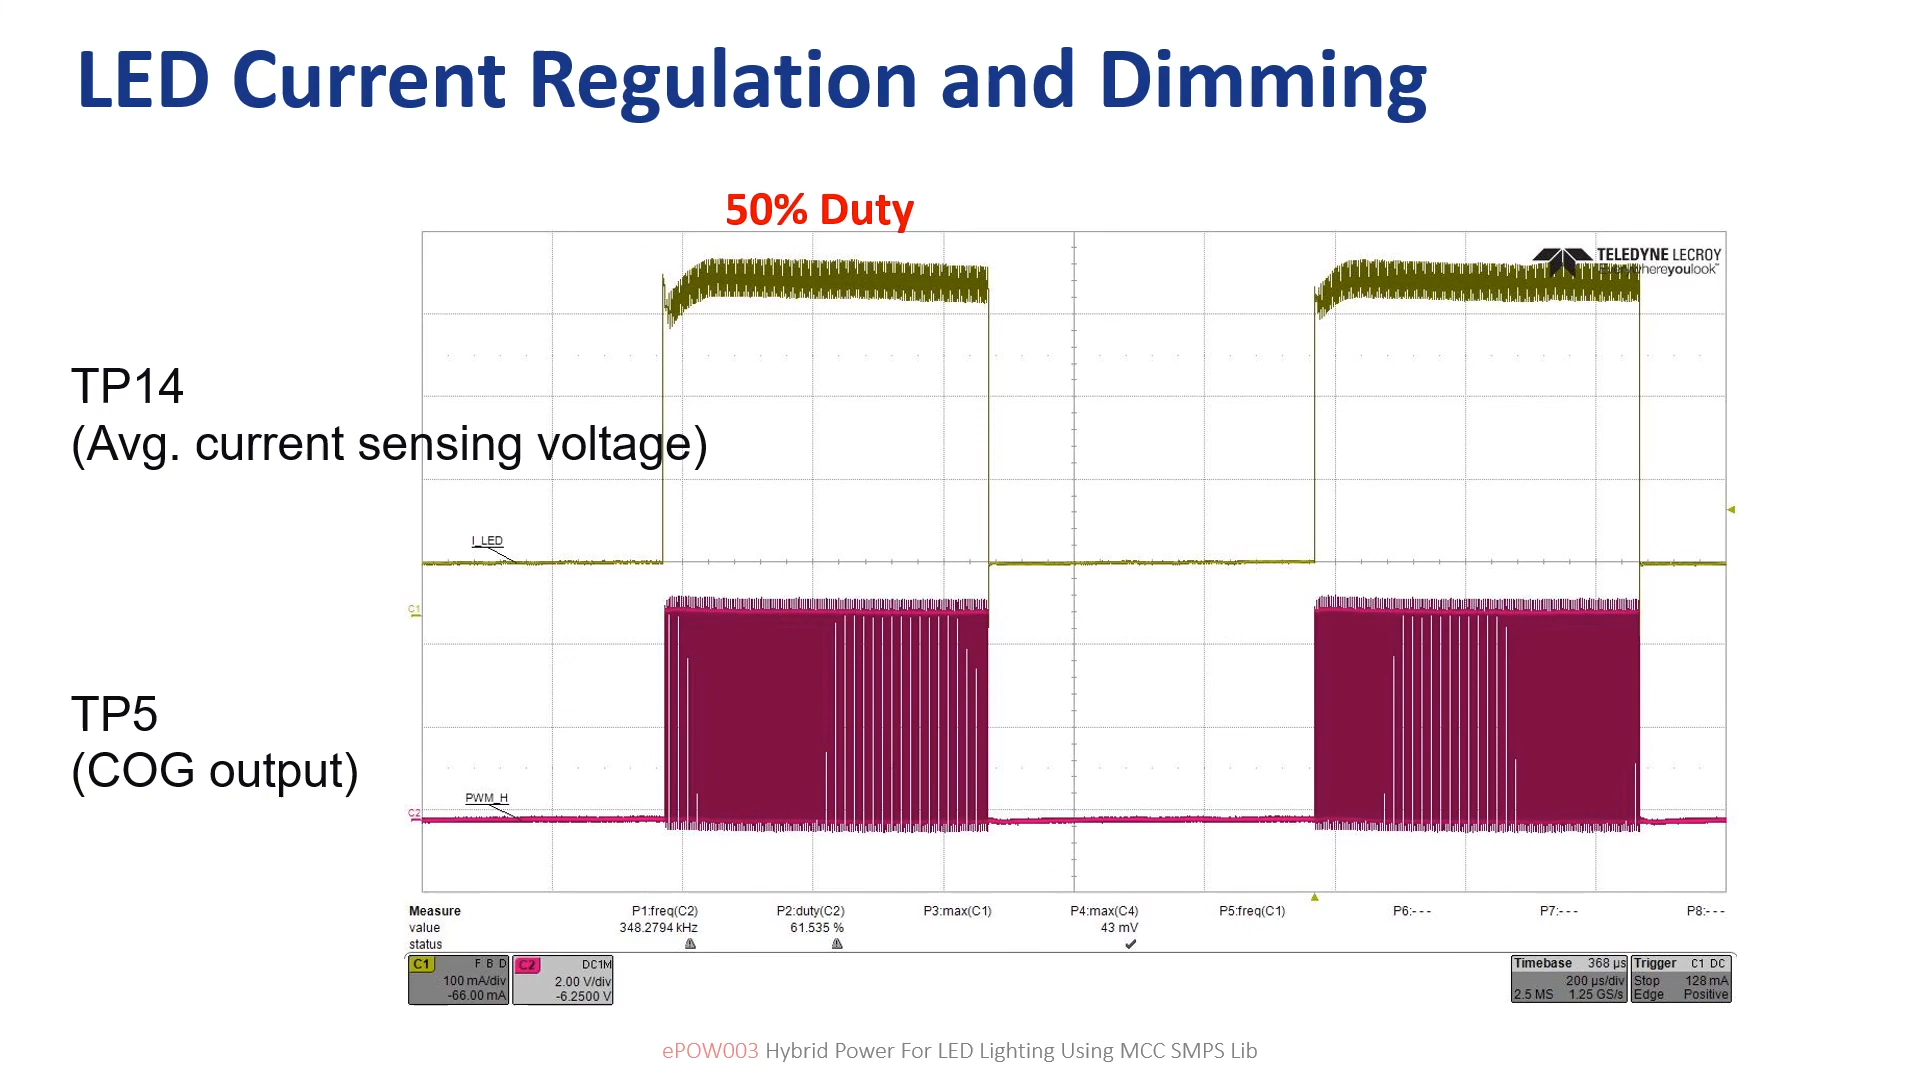 LED Current Regulation and Dimming
50% Duty
TELEDYNE LECROY
Everywhereyoulook™
TP14
(Avg. current sensing voltage)
I_LED
C1
TP5
(COG output)
PWM_H
C2
Measure P1:freq(C2) P2:duty(C2) P3:max(C1) P4:max(C4) P5:freq(C1) P6:- - - P7:- - - P8:- - -
value 348.2794 kHz 61.535 % 43 mV
status
C1 F B D
100 mA/div
-66.00 mA
C2 DC1M
2.00 V/div
-6.2500 V
Timebase 368 µs
200 µs/div
2.5 MS 1.25 GS/s
Trigger C1 DC
Stop 128 mA
Edge Positive
ePOW003 Hybrid Power For LED Lighting Using MCC SMPS Lib